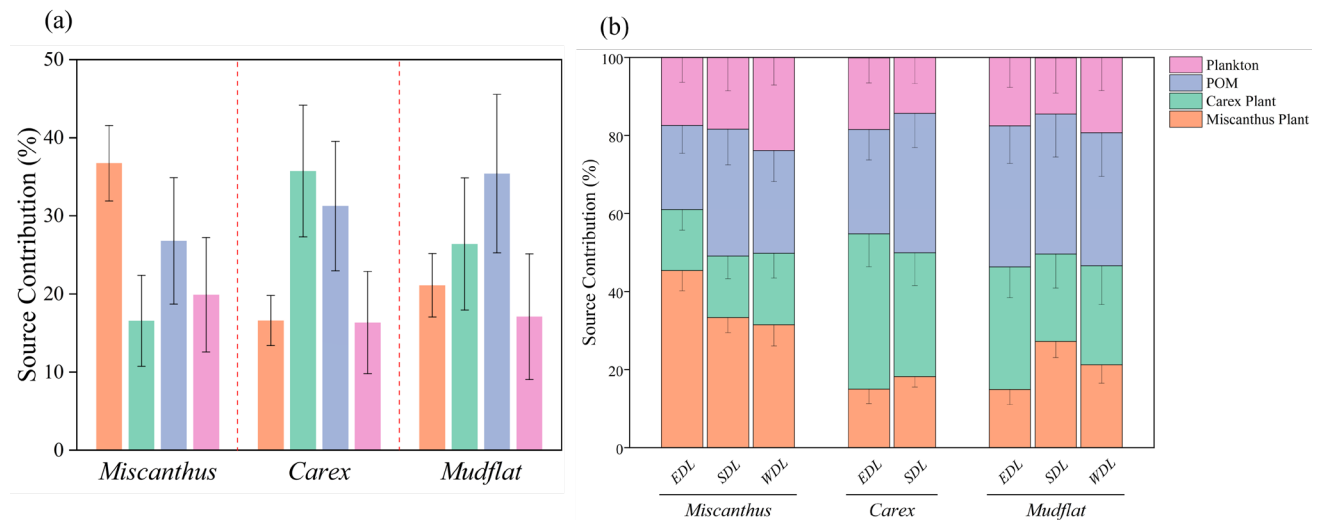 (a)
50
40
30
20
10
0
Source Contribution (%)
Miscanthus Carex Mudflat
(b)
100
80
60
40
20
0
Source Contribution (%)
EDL SDL WDL EDL SDL EDL SDL WDL
Miscanthus Carex Mudflat
Plankton
POM
Carex Plant
Miscanthus Plant